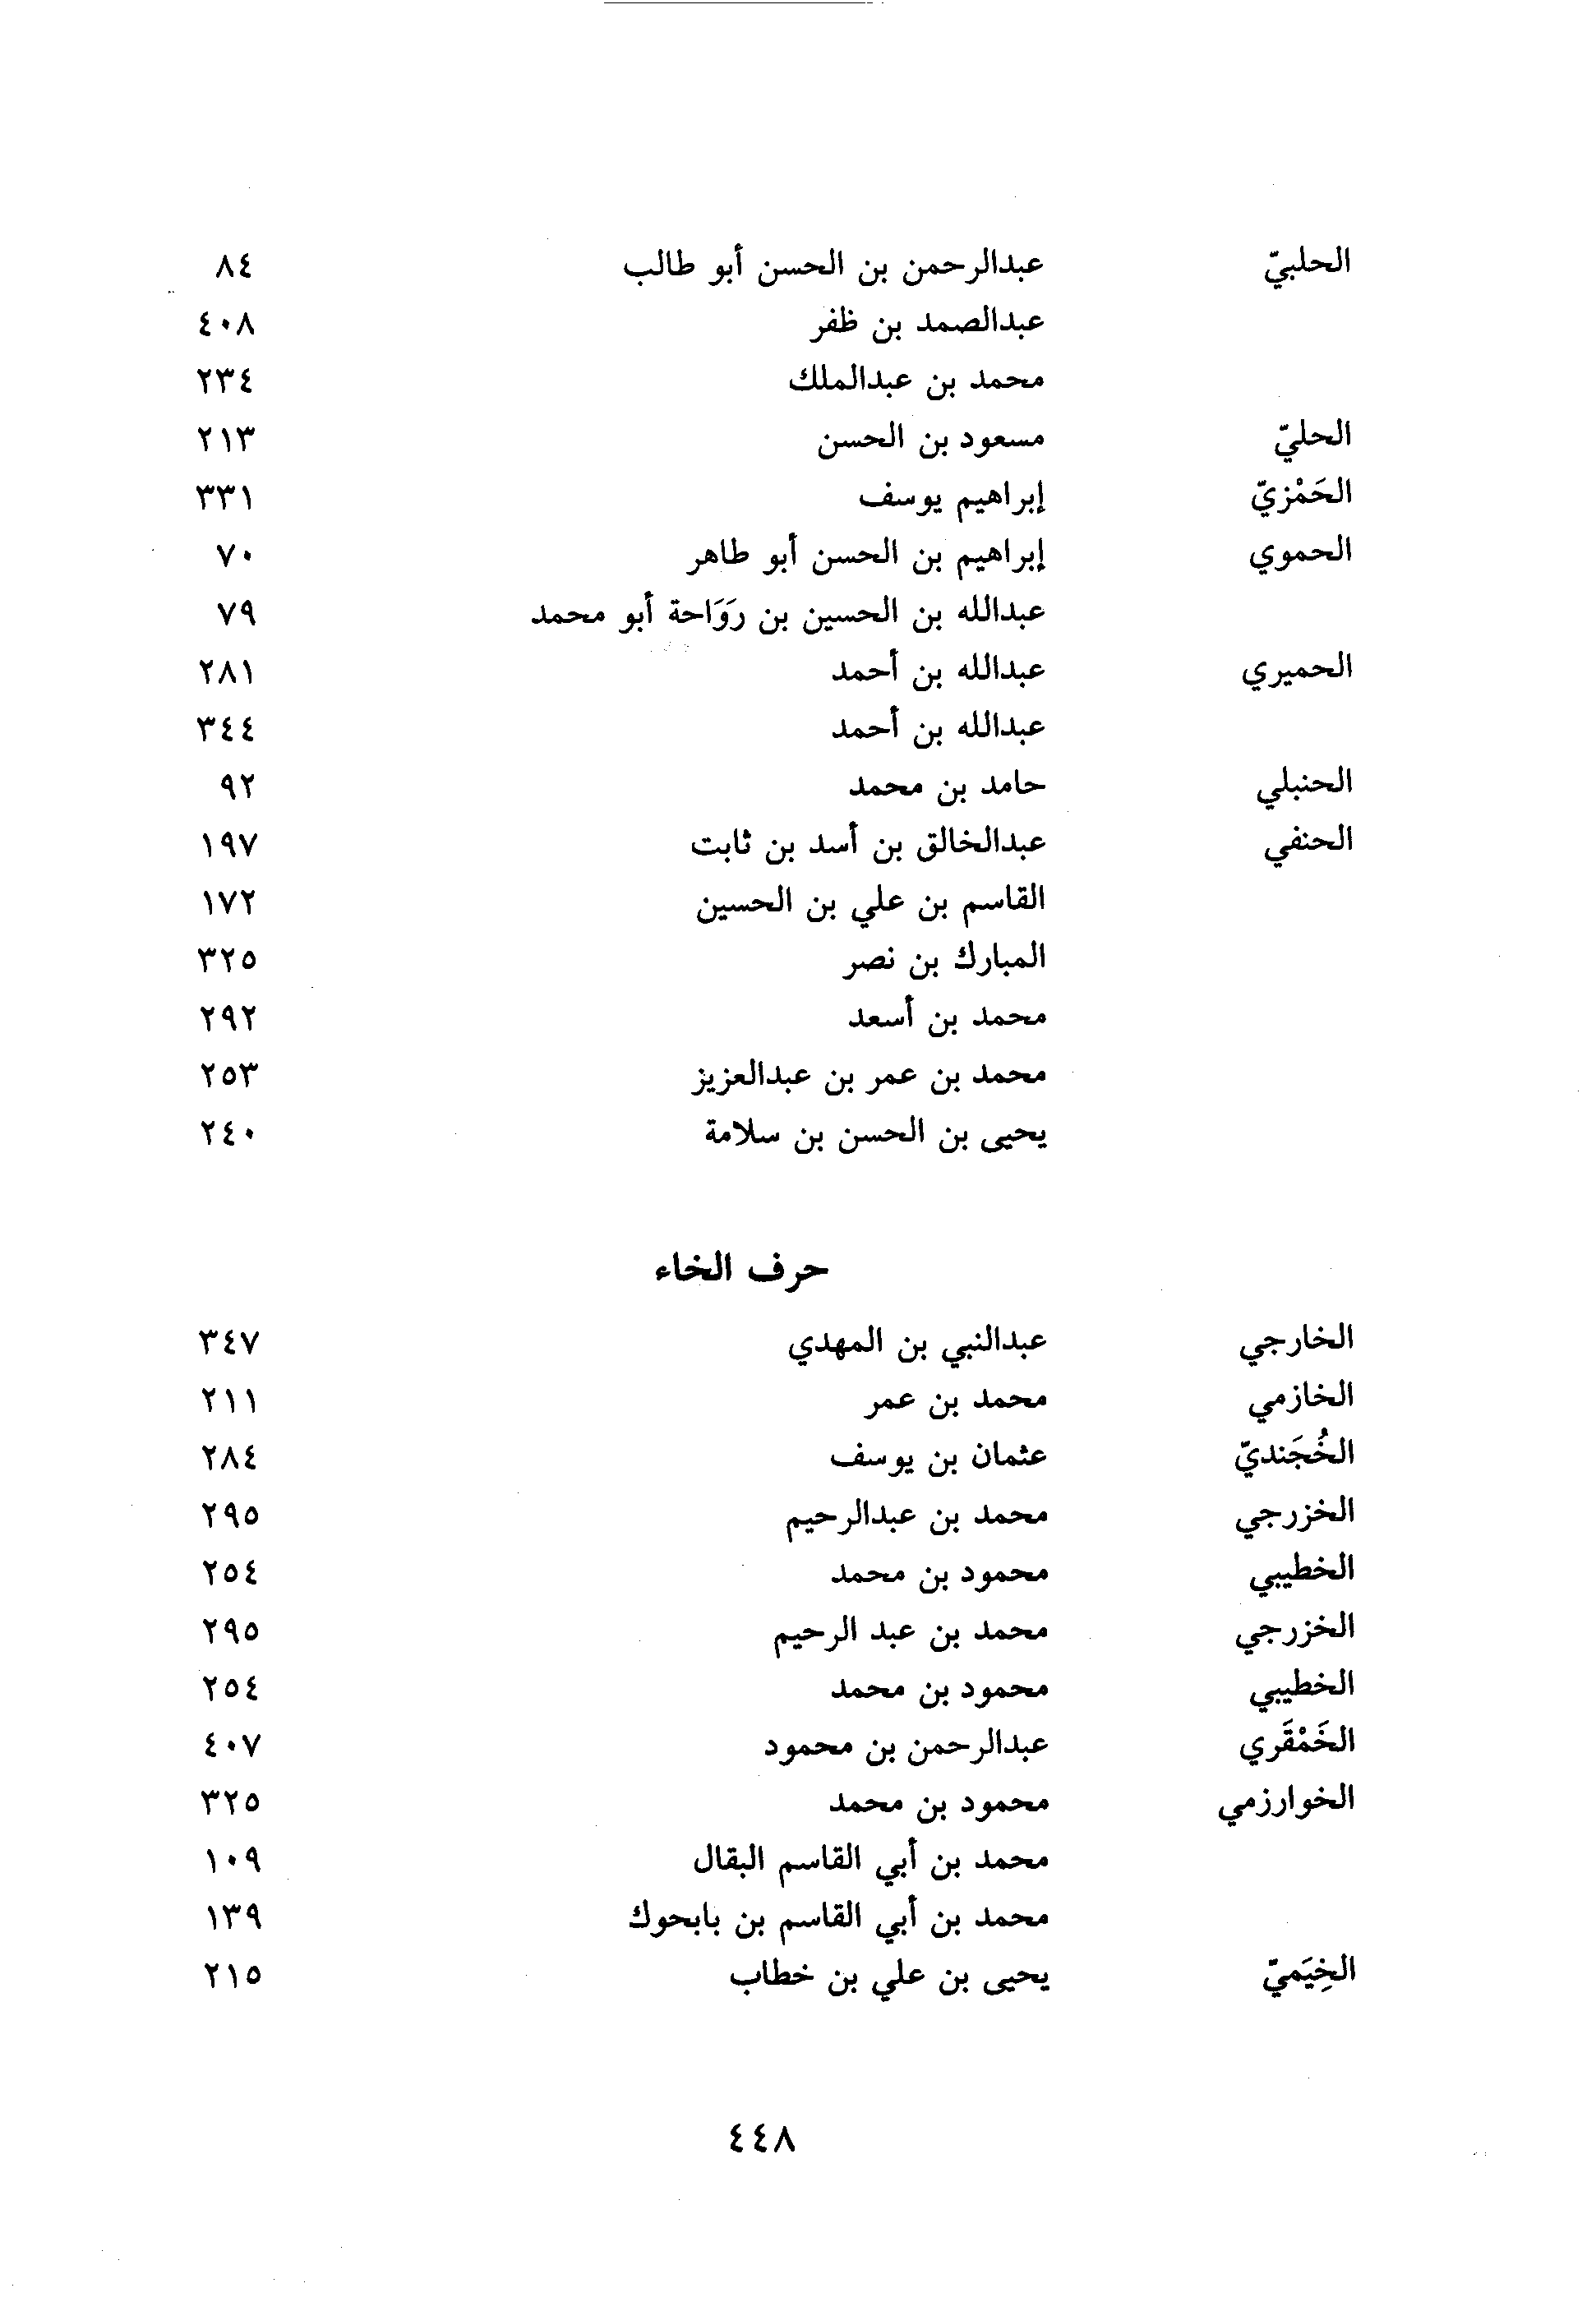 الحلبيّ عبدالرحمن بن الحسن أبو طالب ٨٤
عبدالصمد بن ظفر ٤٠٨
محمد بن عبدالملك ٢٣٤
الحليّ مسعود بن الحسن ٢١٣
الحَمْزيّ إبراهيم يوسف ٣٣١
الحموي إبراهيم بن الحسن أبو طاهر ٧٠
عبدالله بن الحسين بن رَوَاحة أبو محمد ٧٩
الحميري عبدالله بن أحمد ٢٨١
عبدالله بن أحمد ٣٤٤
الحنبلي حامد بن محمد ٩٢
الحنفي عبدالخالق بن أسد بن ثابت ١٩٧
القاسم بن علي بن الحسين ١٧٢
المبارك بن نصر ٣٢٥
محمد بن أسعد ٢٩٢
محمد بن عمر بن عبدالعزيز ٢٥٣
يحيى بن الحسن بن سلامة ٢٤٠
حرف الخاء
الخارجي عبدالنبي بن المهدي ٣٤٧
الخازمي محمد بن عمر ٢١١
الخُجَنديّ عثمان بن يوسف ٢٨٤
الخزرجي محمد بن عبدالرحيم ٢٩٥
الخطيبي محمود بن محمد ٢٥٤
الخزرجي محمد بن عبد الرحيم ٢٩٥
الخطيبي محمود بن محمد ٢٥٤
الخَمْقَري عبدالرحمن بن محمود ٤٠٧
الخوارزمي محمود بن محمد ٣٢٥
محمد بن أبي القاسم البقال ١٠٩
محمد بن أبي القاسم بن بابحوك ١٣٩
الخِيَميّ يحيى بن علي بن خطاب ٢١٥
٤٤٨